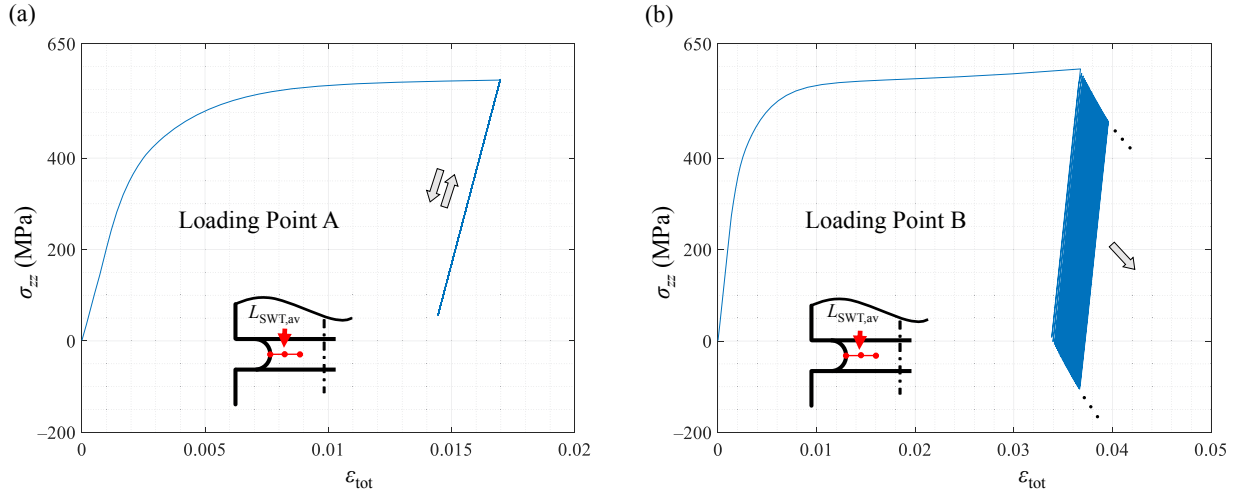 (a)
650
400
200
0
–200
σzz (MPa)
Loading Point A
LSWT,av
0
0.005
0.01
0.015
0.02
εtot
(b)
650
400
200
0
–200
σzz (MPa)
Loading Point B
LSWT,av
0
0.01
0.02
0.03
0.04
0.05
εtot